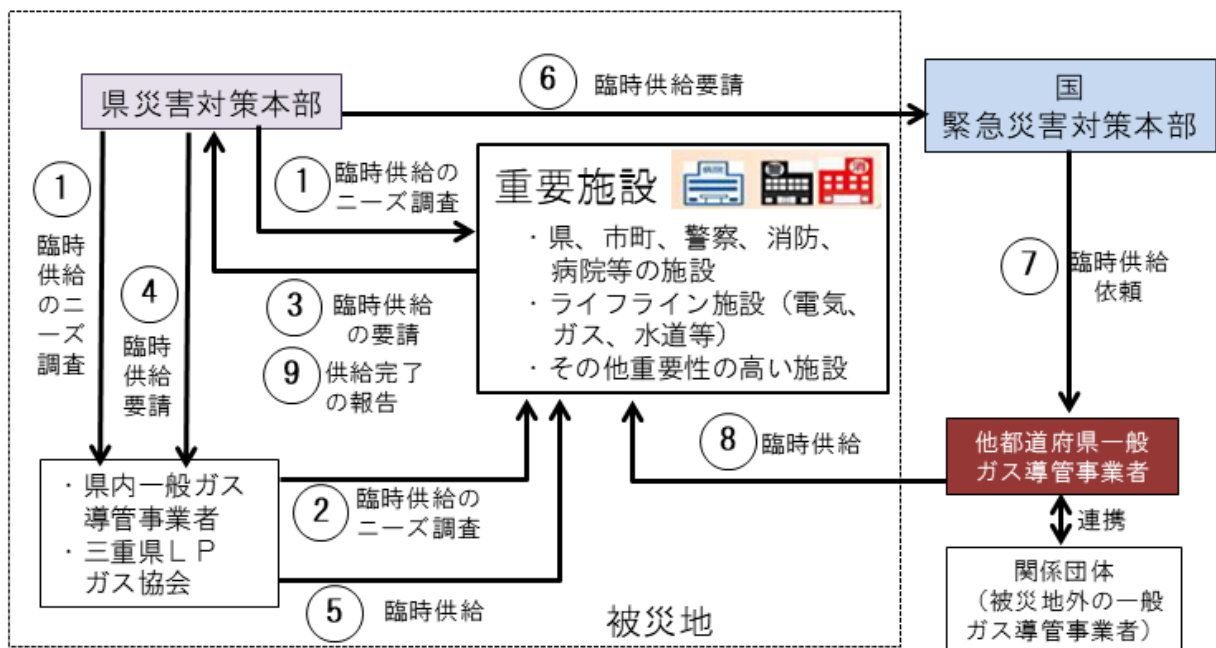 県災害対策本部
⑥ 臨時供給要請
国
緊急災害対策本部
①
臨時
供給
のニ
ーズ
調査
④
臨時
供給
要請
① 臨時供給の
ニーズ調査
③ 臨時供給
の要請
⑨ 供給完了
の報告
重要施設
病院
警
消
・県、市町、警察、消防、
病院等の施設
・ライフライン施設（電気、
ガス、水道等）
・その他重要性の高い施設
⑦ 臨時供給
依頼
⑧ 臨時供給
他都道府県一般
ガス導管事業者
連携
関係団体
（被災地外の一般
ガス導管事業者）
・県内一般ガス
導管事業者
・三重県ＬＰ
ガス協会
② 臨時供給の
ニーズ調査
⑤ 臨時供給
被災地